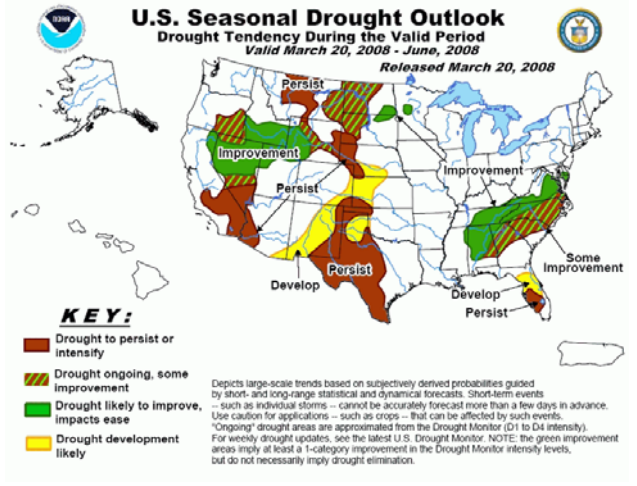 U.S. Seasonal Drought Outlook
Drought Tendency During the Valid Period
Valid March 20, 2008 - June, 2008
Released March 20, 2008
NOAA
Persist
Improvement
Improvement
Persist
Persist
Some
Improvement
Develop
Develop
Persist
KEY:
Drought to persist or
intensify
Drought ongoing, some
improvement
Drought likely to improve,
impacts ease
Drought development
likely
Depicts large-scale trends based on subjectively derived probabilities guided
by short- and long-range statistical and dynamical forecasts. Short-term events
-- such as individual storms -- cannot be accurately forecast more than a few days in advance.
Use caution for applications -- such as crops -- that can be affected by such events.
"Ongoing" drought areas are approximated from the Drought Monitor (D1 to D4 intensity).
For weekly drought updates, see the latest U.S. Drought Monitor. NOTE: the green improvement
areas imply at least a 1-category improvement in the Drought Monitor intensity levels,
but do not necessarily imply drought elimination.